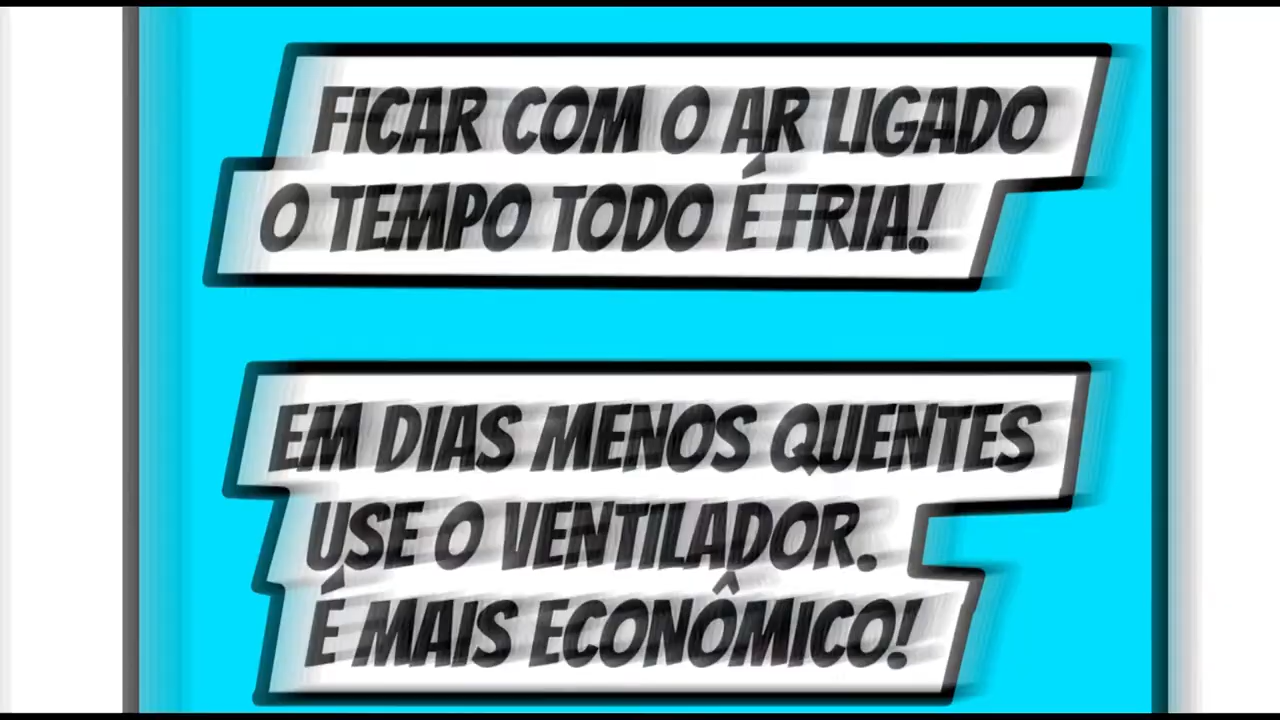 FICAR COM O AR LIGADO
O TEMPO TODO É FRIA!
EM DIAS MENOS QUENTES
USE O VENTILADOR.
É MAIS ECONÔMICO!